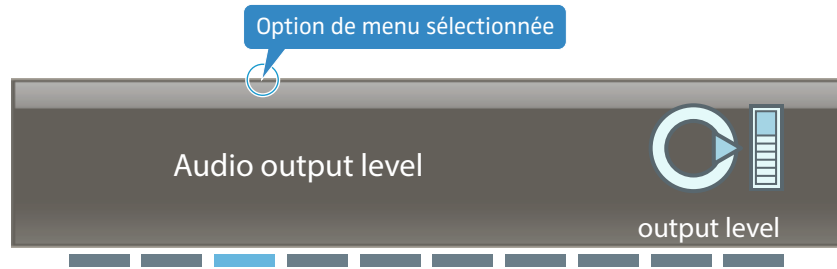 Option de menu sélectionnée
Audio output level
output level